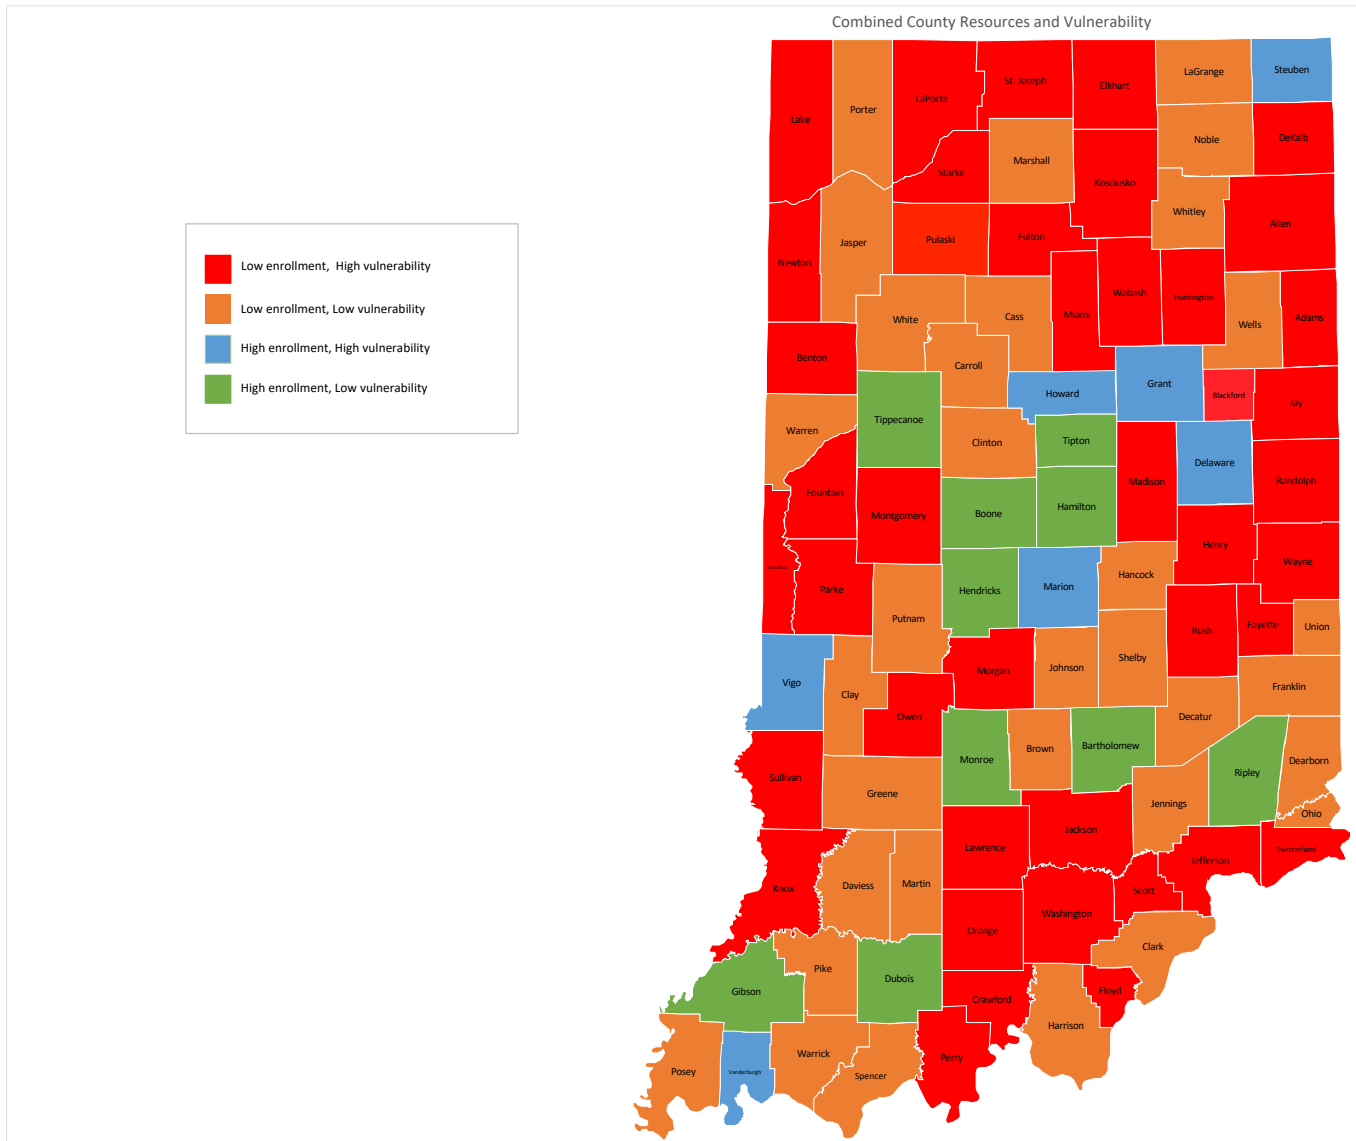 Combined County Resources and Vulnerability
Low enrollment,  High vulnerability
Low enrollment, Low vulnerability
High enrollment, High vulnerability
High enrollment, Low vulnerability
Lake
Porter
LaPorte
St. Joseph
Elkhart
LaGrange
Steuben
Starke
Marshall
Kosciusko
Noble
DeKalb
Whitley
Allen
Newton
Jasper
Pulaski
Fulton
Miami
Wabash
Huntington
Wells
Adams
White
Cass
Carroll
Benton
Howard
Grant
Blackford
Jay
Warren
Tippecanoe
Clinton
Tipton
Madison
Delaware
Randolph
Fountain
Montgomery
Boone
Hamilton
Henry
Wayne
Parke
Putnam
Hendricks
Marion
Hancock
Rush
Fayette
Union
Vigo
Clay
Owen
Morgan
Johnson
Shelby
Decatur
Franklin
Sullivan
Greene
Monroe
Brown
Bartholomew
Jennings
Ripley
Dearborn
Ohio
Knox
Daviess
Martin
Lawrence
Jackson
Jefferson
Switzerland
Scott
Washington
Orange
Clark
Gibson
Pike
Dubois
Crawford
Floyd
Harrison
Posey
Vanderburgh
Warrick
Spencer
Perry